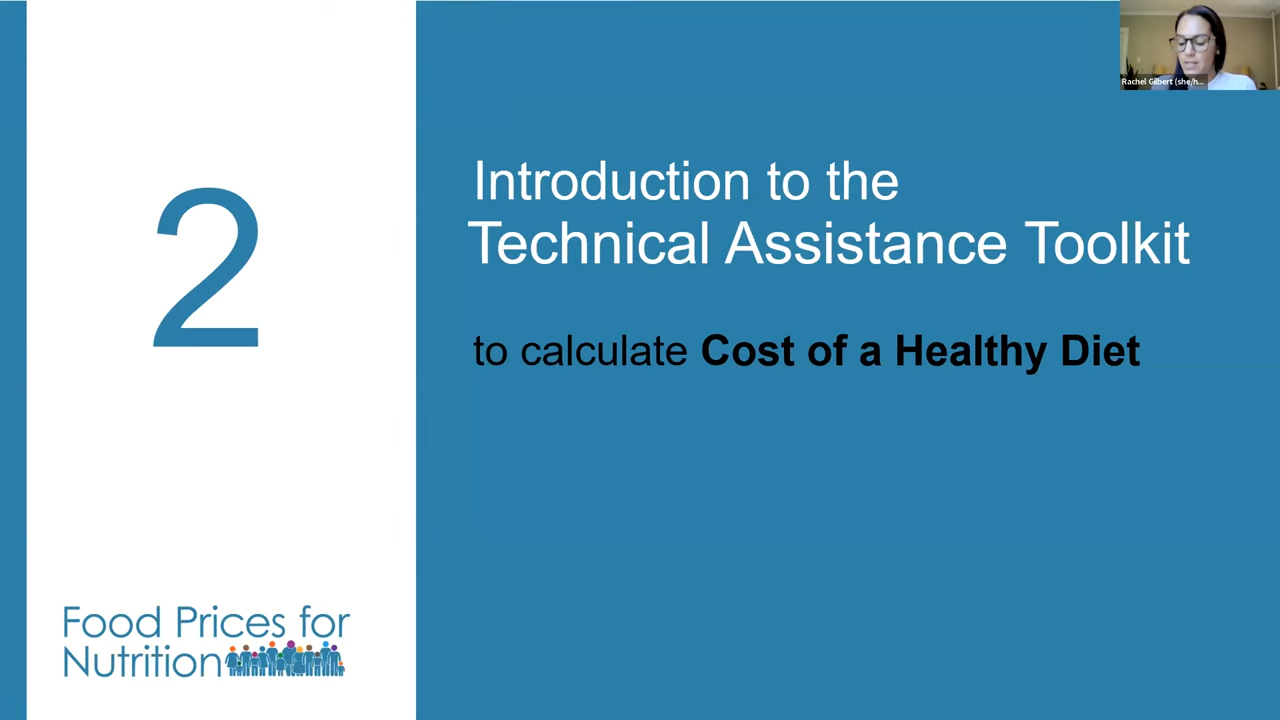 Rachel Gilbert (she/h...
2
Introduction to the
Technical Assistance Toolkit
to calculate Cost of a Healthy Diet
Food Prices for
Nutrition